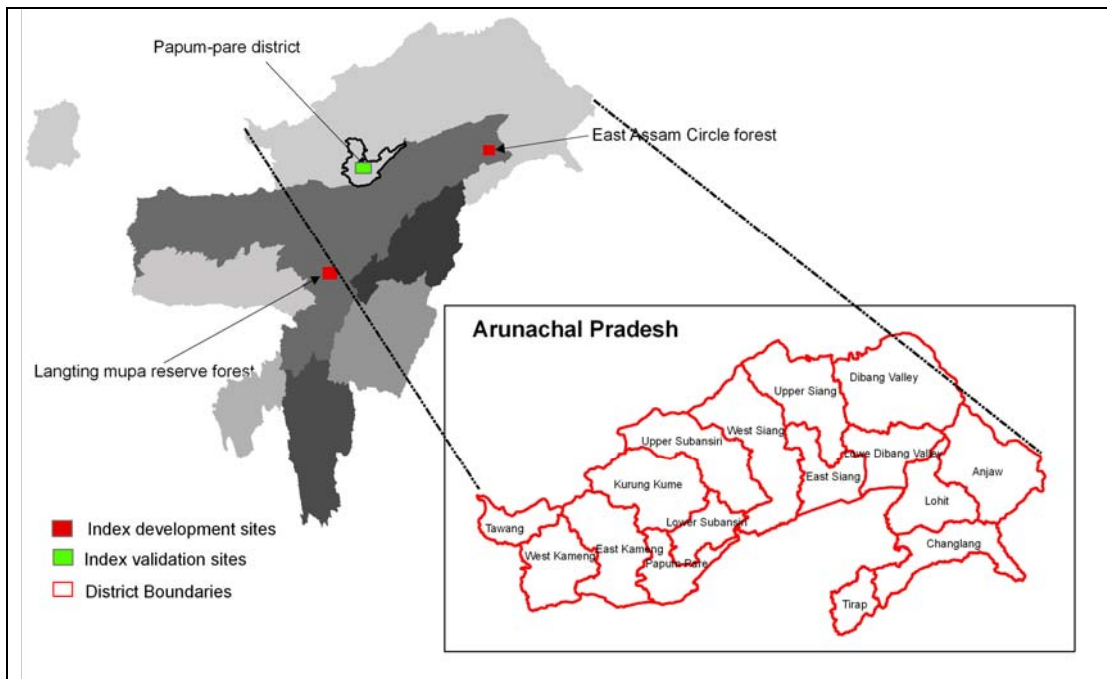 Papum-pare district
East Assam Circle forest
Langting mupa reserve forest
Arunachal Pradesh
Dibang Valley
Upper Siang
West Siang
Upper Subansiri
Lowe Dibang Valley
Anjaw
East Siang
Kurung Kume
Lohit
Tawang
Lower Subansiri
Changlang
West Kameng
East Kameng
Papum Pare
Tirap
Index development sites
Index validation sites
District Boundaries